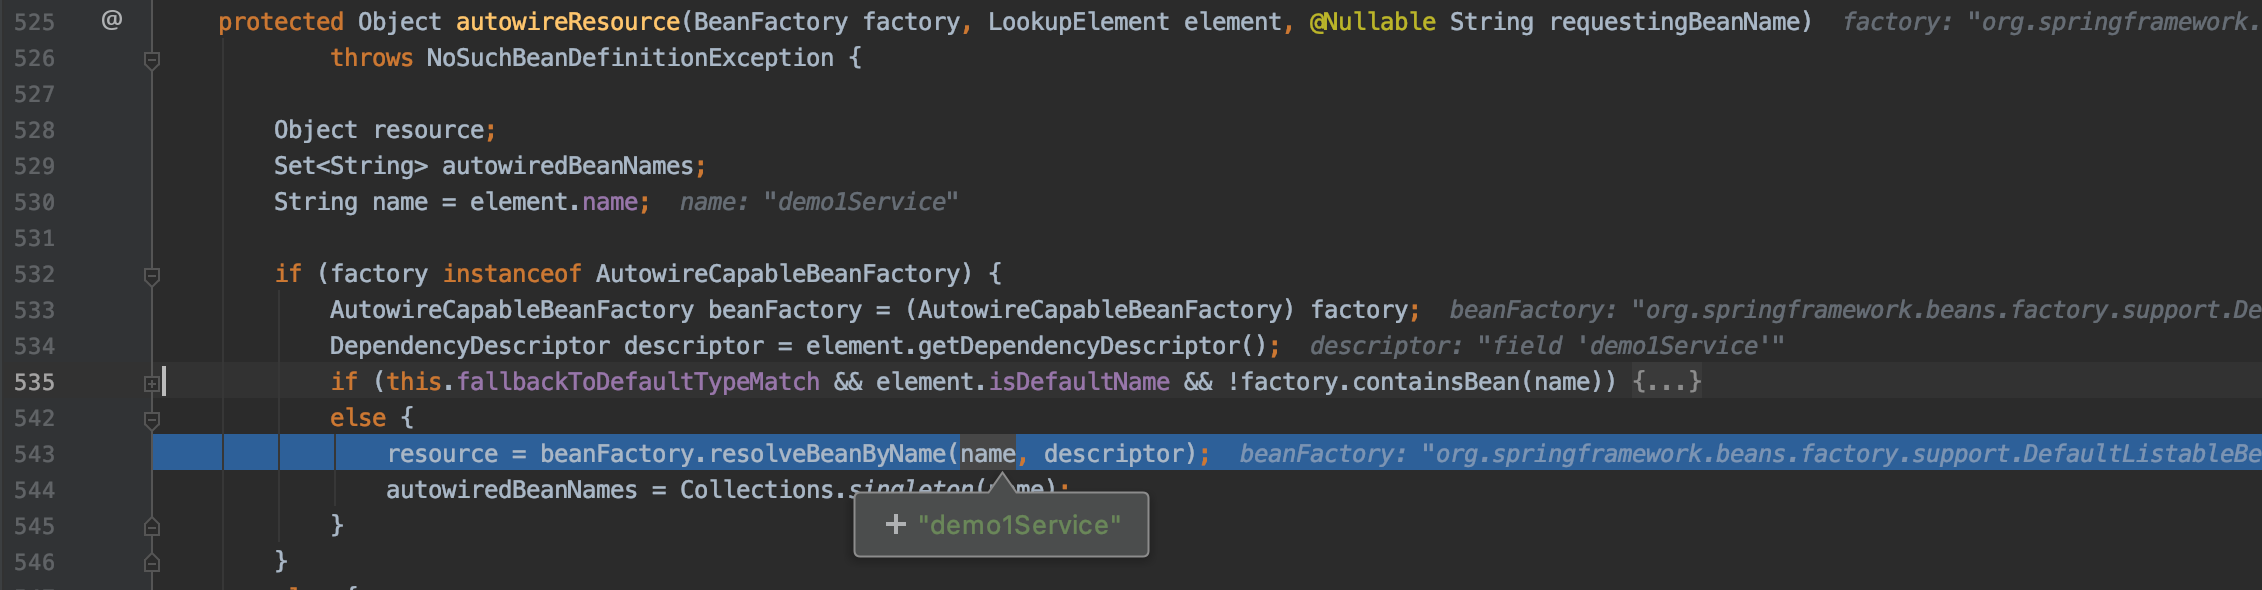 525 @ protected Object autowireResource(BeanFactory factory, LookupElement element, @Nullable String requestingBeanName) factory: "org.springframework.
526 throws NoSuchBeanDefinitionException {
527
528 Object resource;
529 Set<String> autowiredBeanNames;
530 String name = element.name; name: "demo1Service"
531
532 if (factory instanceof AutowireCapableBeanFactory) {
533 AutowireCapableBeanFactory beanFactory = (AutowireCapableBeanFactory) factory; beanFactory: "org.springframework.beans.factory.support.De
534 DependencyDescriptor descriptor = element.getDependencyDescriptor(); descriptor: "field 'demo1Service'"
535 if (this.fallbackToDefaultTypeMatch && element.isDefaultName && !factory.containsBean(name)) {...}
542 else {
543 resource = beanFactory.resolveBeanByName(name, descriptor); beanFactory: "org.springframework.beans.factory.support.DefaultListableBe
544 autowiredBeanNames = Collections.singleton(name);
+ "demo1Service"
545 }
546 }